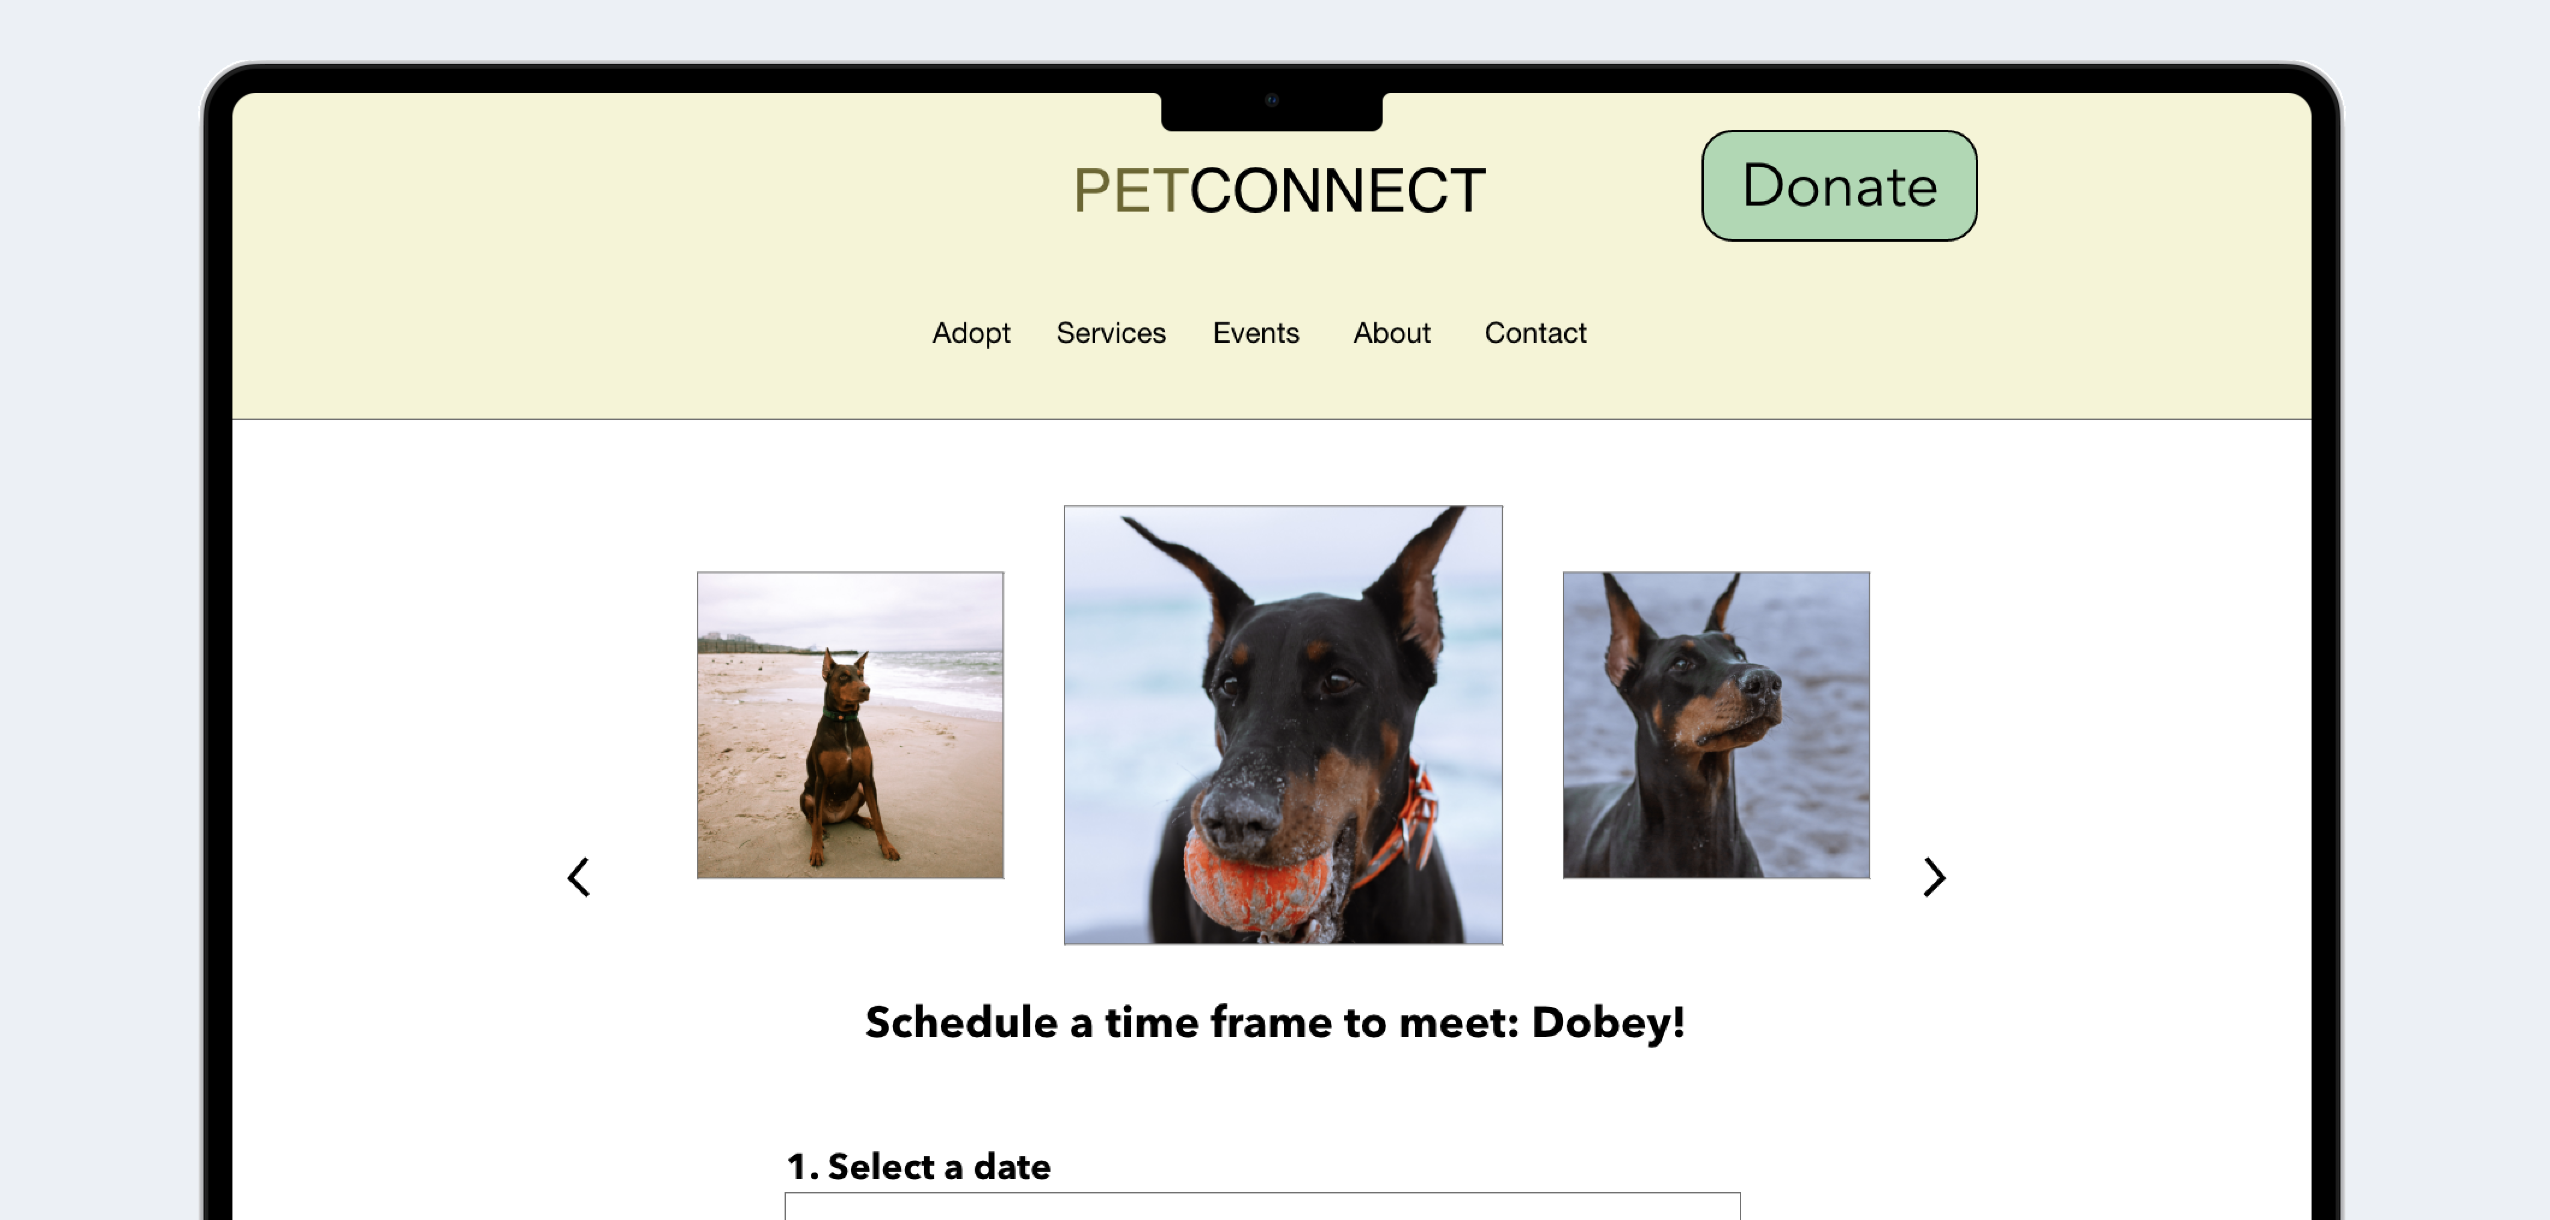 PETCONNECT
Donate
Adopt Services Events About Contact
Schedule a time frame to meet: Dobey!
1. Select a date